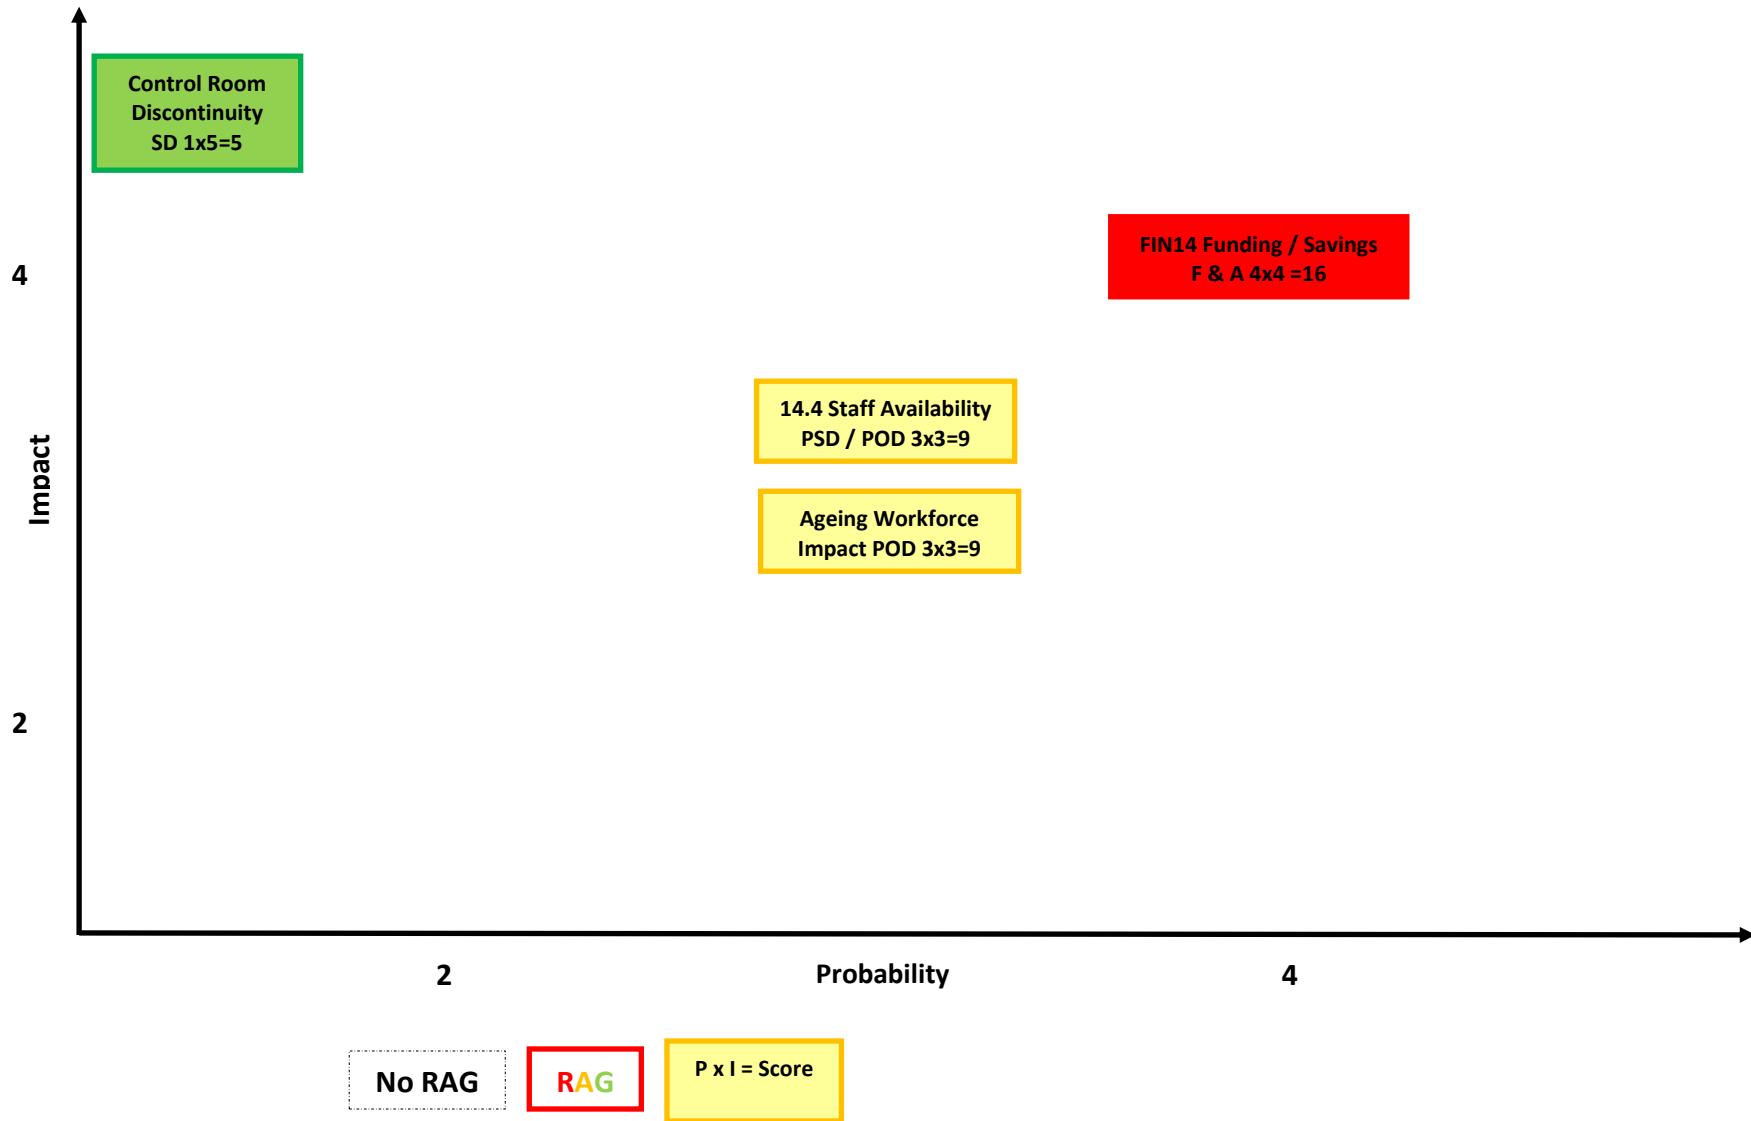 Control Room
Discontinuity
SD 1x5=5
FIN14 Funding / Savings
F & A 4x4 =16
4
14.4 Staff Availability
PSD / POD 3x3=9
Impact
Ageing Workforce
Impact POD 3x3=9
2
2
Probability
4
No RAG
RAG
P x I = Score